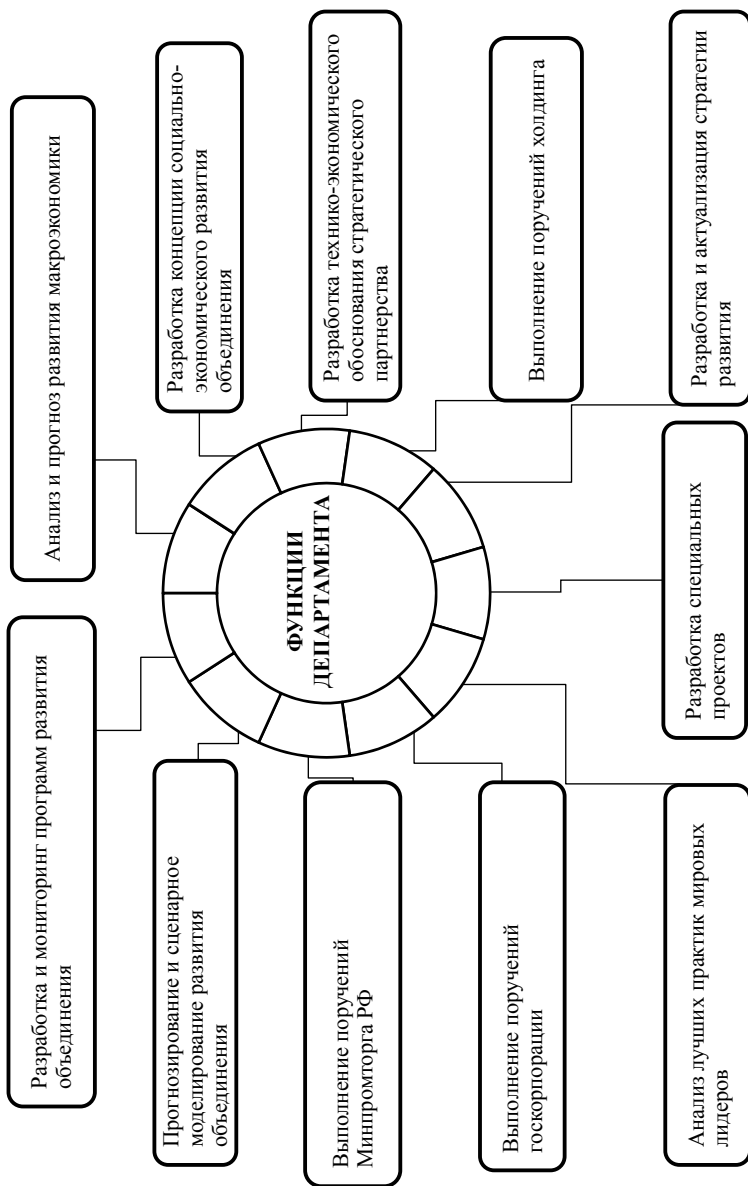 Разработка и мониторинг программ развития
объединения
Анализ и прогноз развития макроэкономики
Прогнозирование и сценарное
моделирование развития
объединения
Разработка концепции социально-
экономического развития
объединения
Выполнение поручений
Минпромторга РФ
ФУНКЦИИ
ДЕПАРТАМЕНТА
Разработка технико-экономического
обоснования стратегического
партнерства
Выполнение поручений
госкорпорации
Выполнение поручений холдинга
Анализ лучших практик мировых
лидеров
Разработка специальных
проектов
Разработка и актуализация стратегии
развития